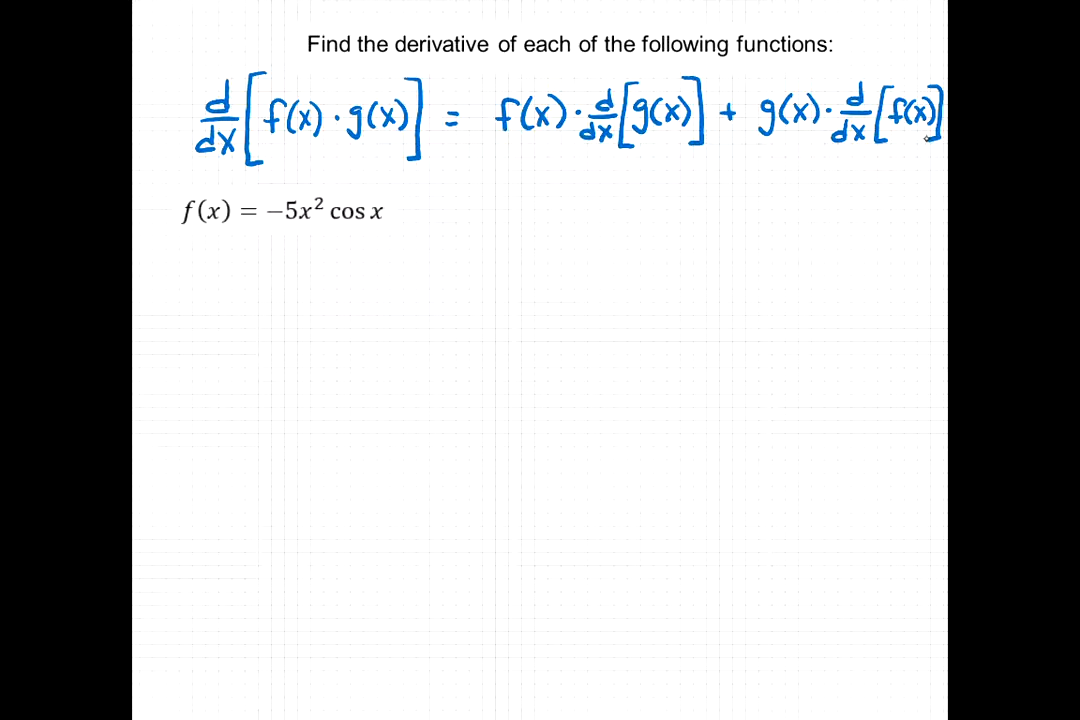 Find the derivative of each of the following functions:
d/dx [f(x) · g(x)] = f(x) · d/dx [g(x)] + g(x) · d/dx [f(x)]
f(x) = −5x² cos x